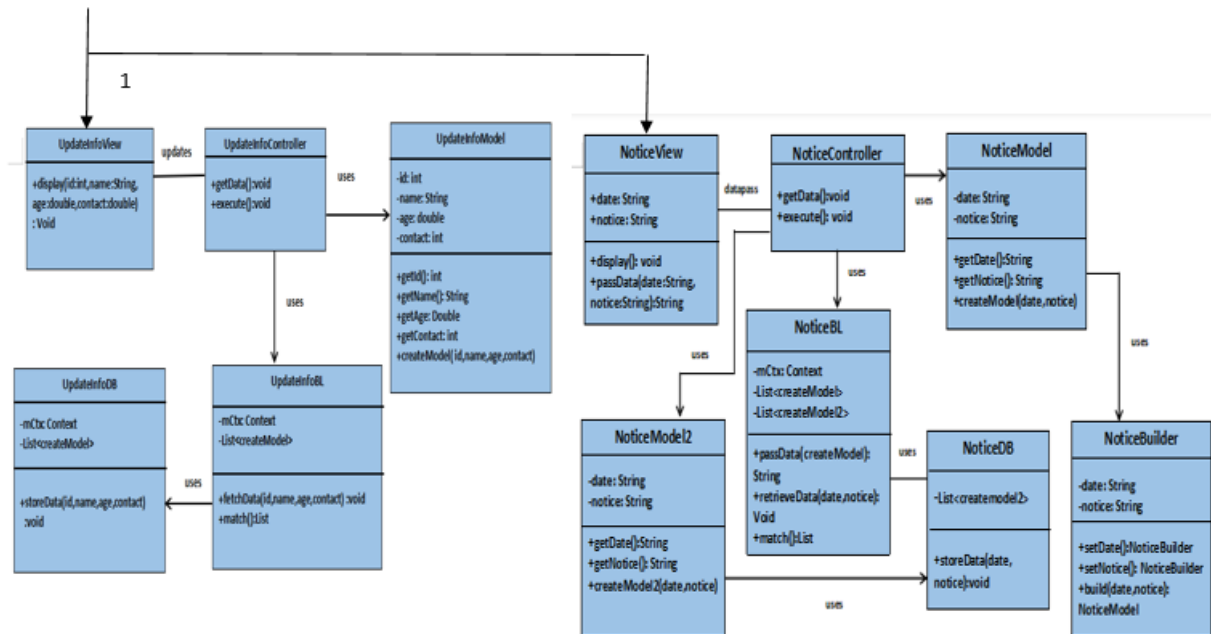 1
UpdateInfoView
+display(id:int,name:String,
age:double,contact:double)
: Void
updates
UpdateInfoController
+getData():void
+execute():void
uses
UpdateInfoModel
-id: int
-name: String
-age: double
-contact: int
+getId(): int
+getName(): String
+getAge: Double
+getContact: int
+createModel( id,name,age,contact)
uses
UpdateInfoDB
-mCtx: Context
-List<createModel>
+storeData(id,name,age,contact)
:void
uses
UpdateInfoBL
-mCtx: Context
-List<createModel>
+fetchData(id,name,age,contact) :void
+match():List
NoticeView
+date: String
+notice: String
+display(): void
+passData(date:String,
notice:String):String
datapass
NoticeController
+getData():void
+execute(): void
uses
NoticeModel
-date: String
-notice: String
+getDate():String
+getNotice(): String
+createModel(date,notice)
uses
uses
NoticeBL
-mCtx: Context
-List<createModel>
-List<createModel2>
+passData(createModel):
String
+retrieveData(date,notice):
Void
+match():List
uses
uses
NoticeModel2
-date: String
-notice: String
+getDate():String
+getNotice(): String
+createModel2(date,notice)
uses
NoticeDB
-List<createmodel2>
+storeData(date,
notice):void
NoticeBuilder
-date: String
-notice: String
+setDate():NoticeBuilder
+setNotice(): NoticeBuilder
+build(date,notice):
NoticeModel